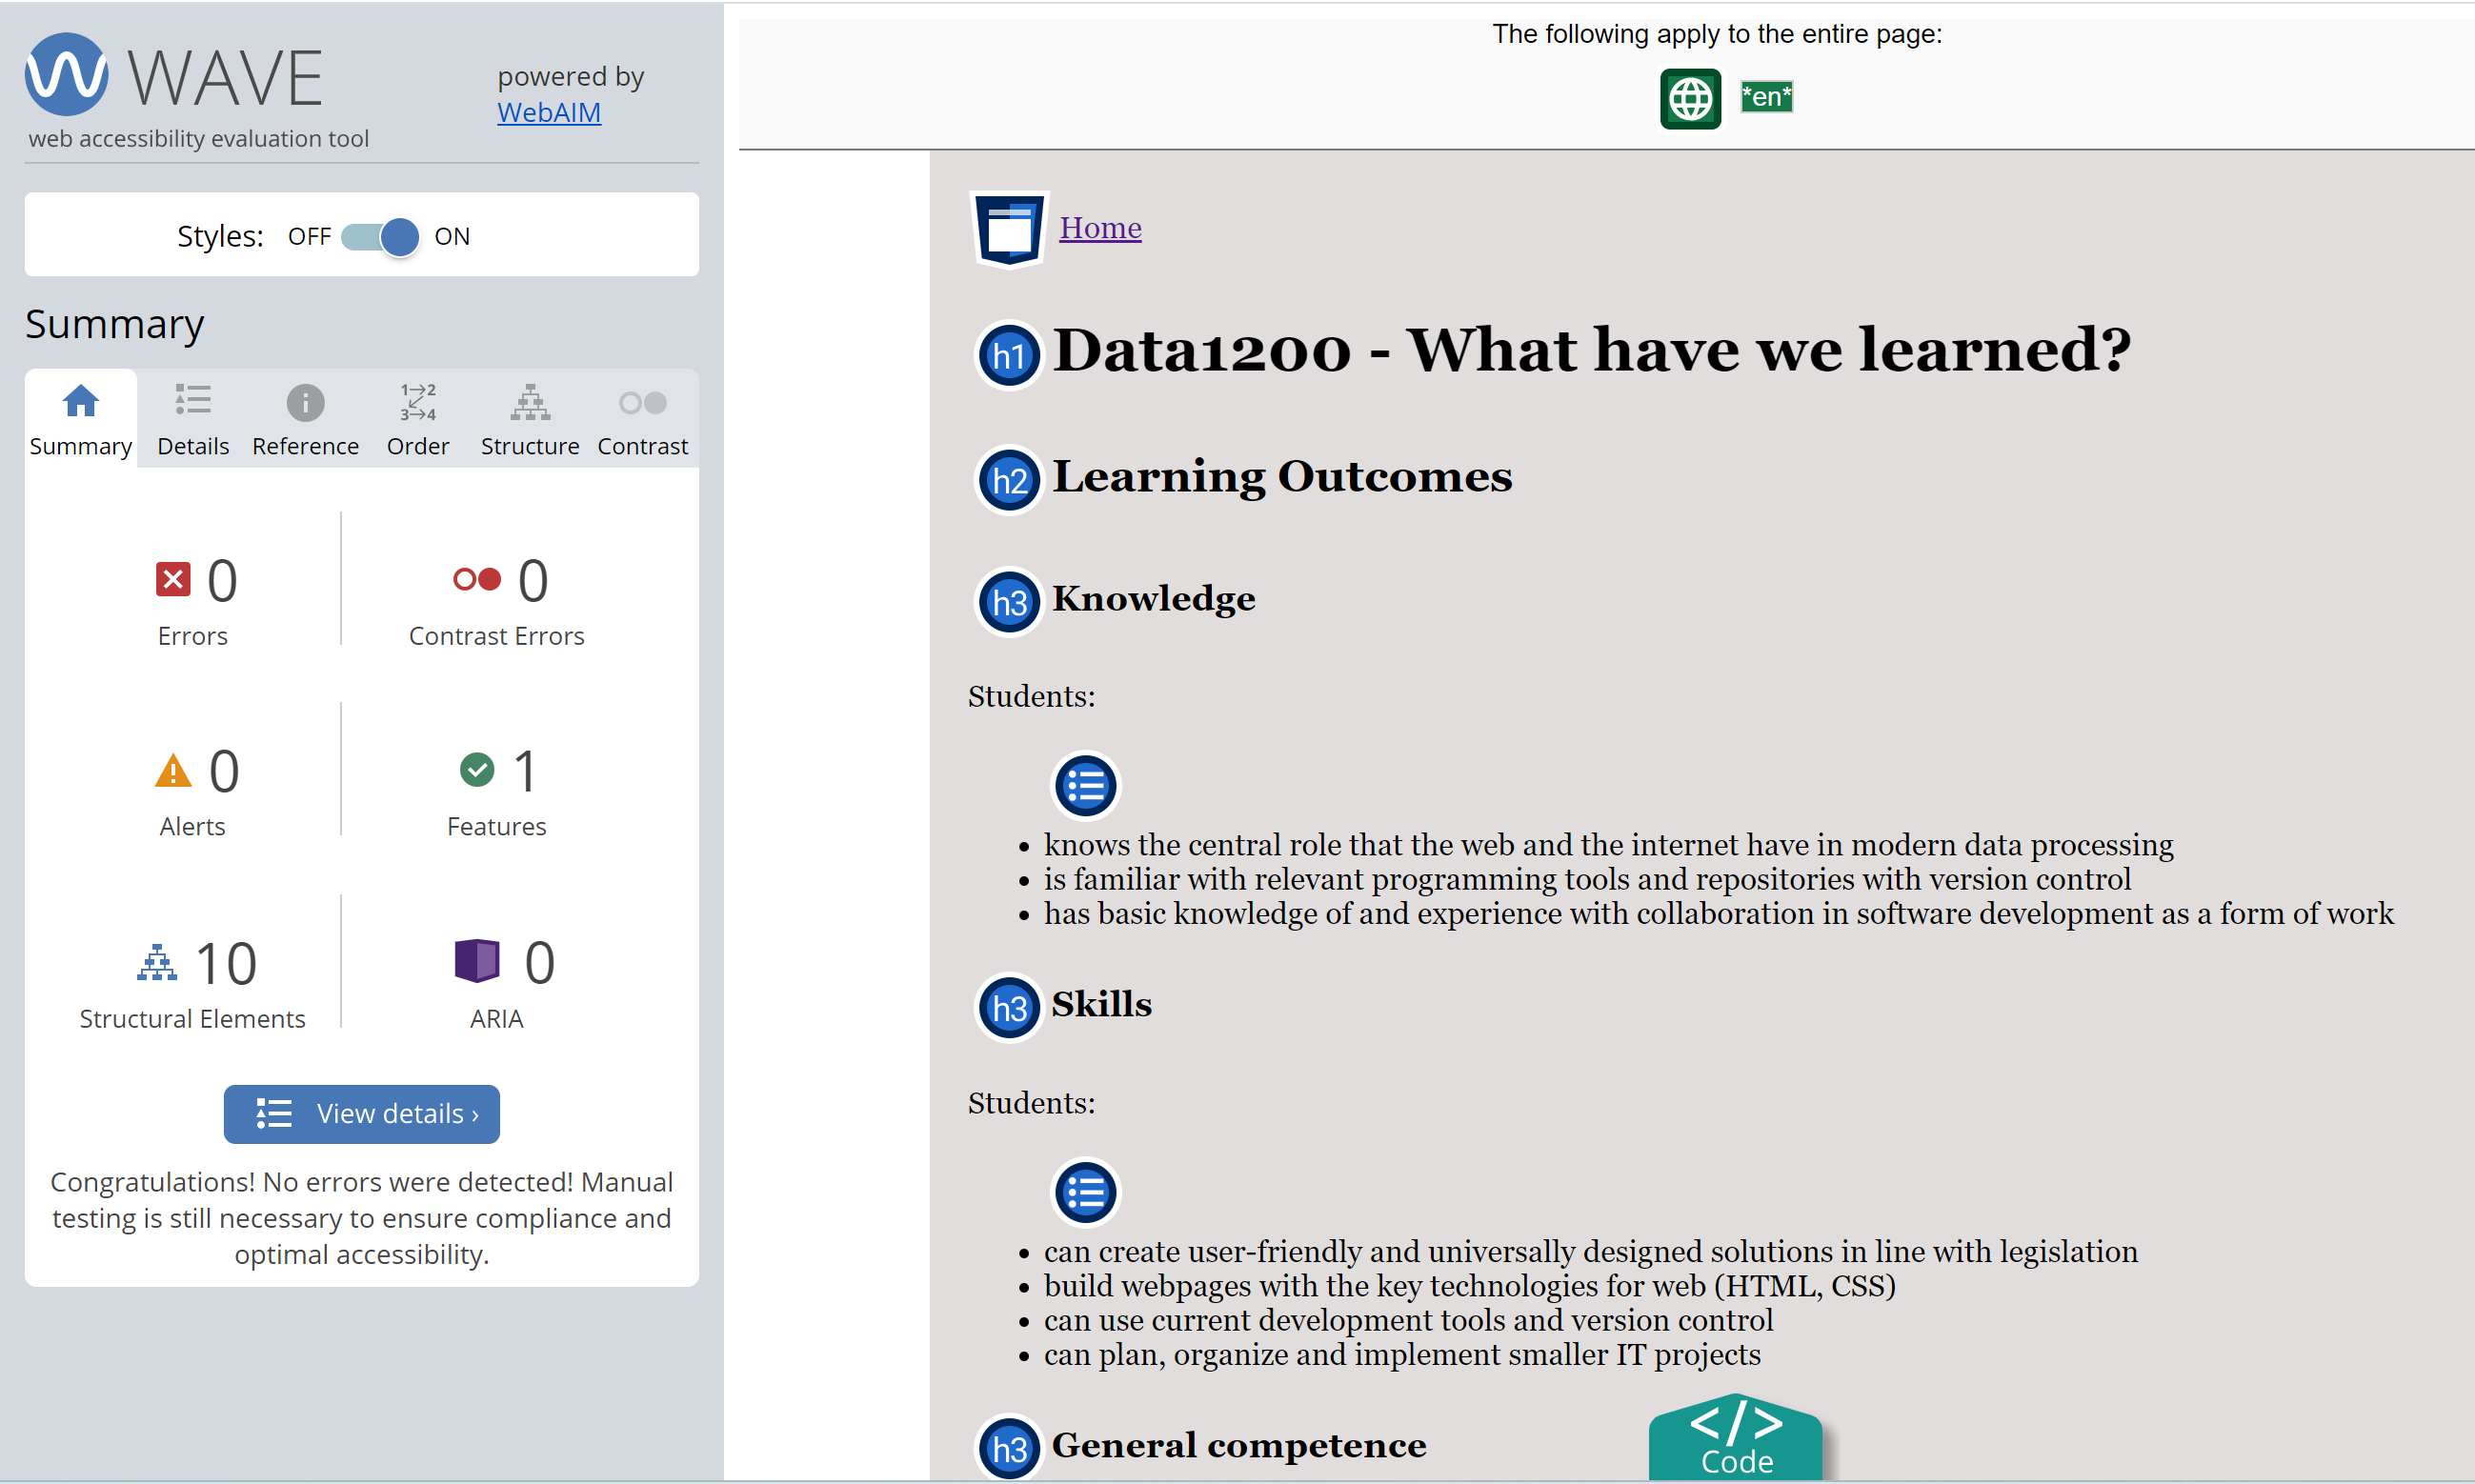 WAVE
web accessibility evaluation tool
powered by
WebAIM
Styles: OFF ON
Summary
Summary Details Reference Order Structure Contrast
1→2
3→4
0
Errors
0
Contrast Errors
0
Alerts
1
Features
10
Structural Elements
0
ARIA
View details ›
Congratulations! No errors were detected! Manual
testing is still necessary to ensure compliance and
optimal accessibility.
The following apply to the entire page:
*en*
Home
h1 Data1200 - What have we learned?
h2 Learning Outcomes
h3 Knowledge
Students:
• knows the central role that the web and the internet have in modern data processing
• is familiar with relevant programming tools and repositories with version control
• has basic knowledge of and experience with collaboration in software development as a form of work
h3 Skills
Students:
• can create user-friendly and universally designed solutions in line with legislation
• build webpages with the key technologies for web (HTML, CSS)
• can use current development tools and version control
• can plan, organize and implement smaller IT projects
h3 General competence
</>
Code